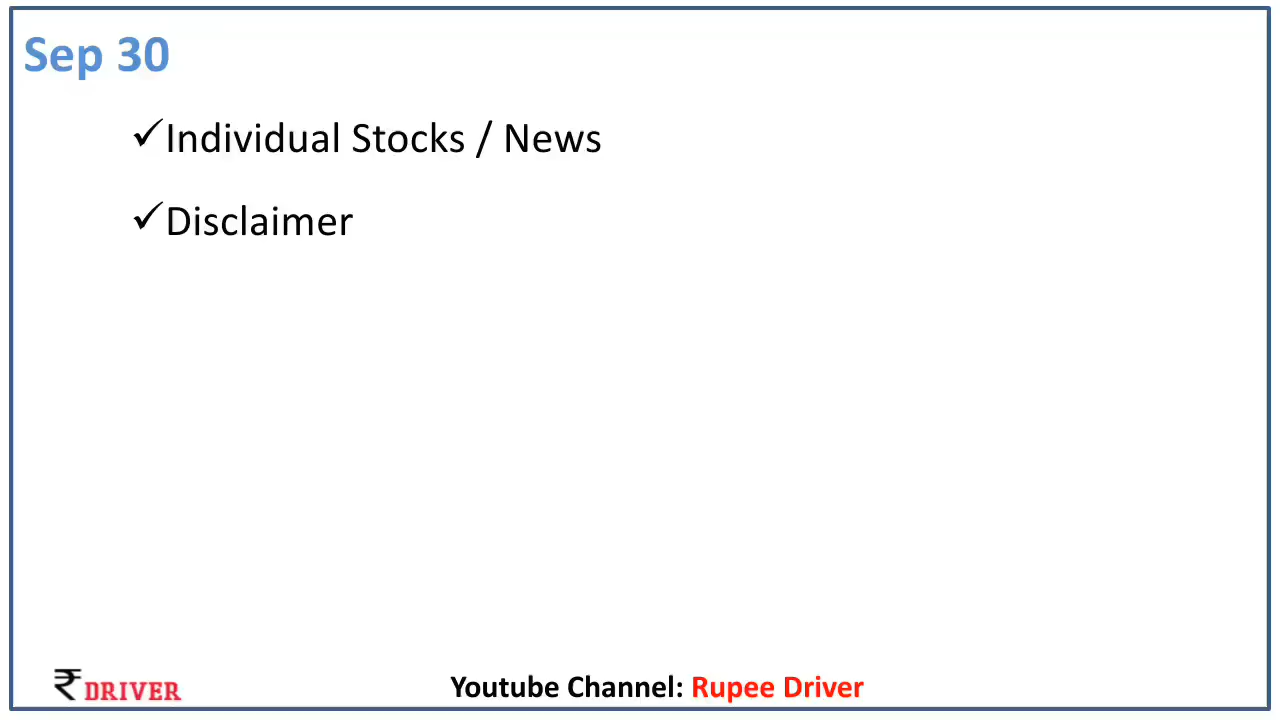 Sep 30
✓Individual Stocks / News
✓Disclaimer
₹ DRIVER
Youtube Channel: Rupee Driver